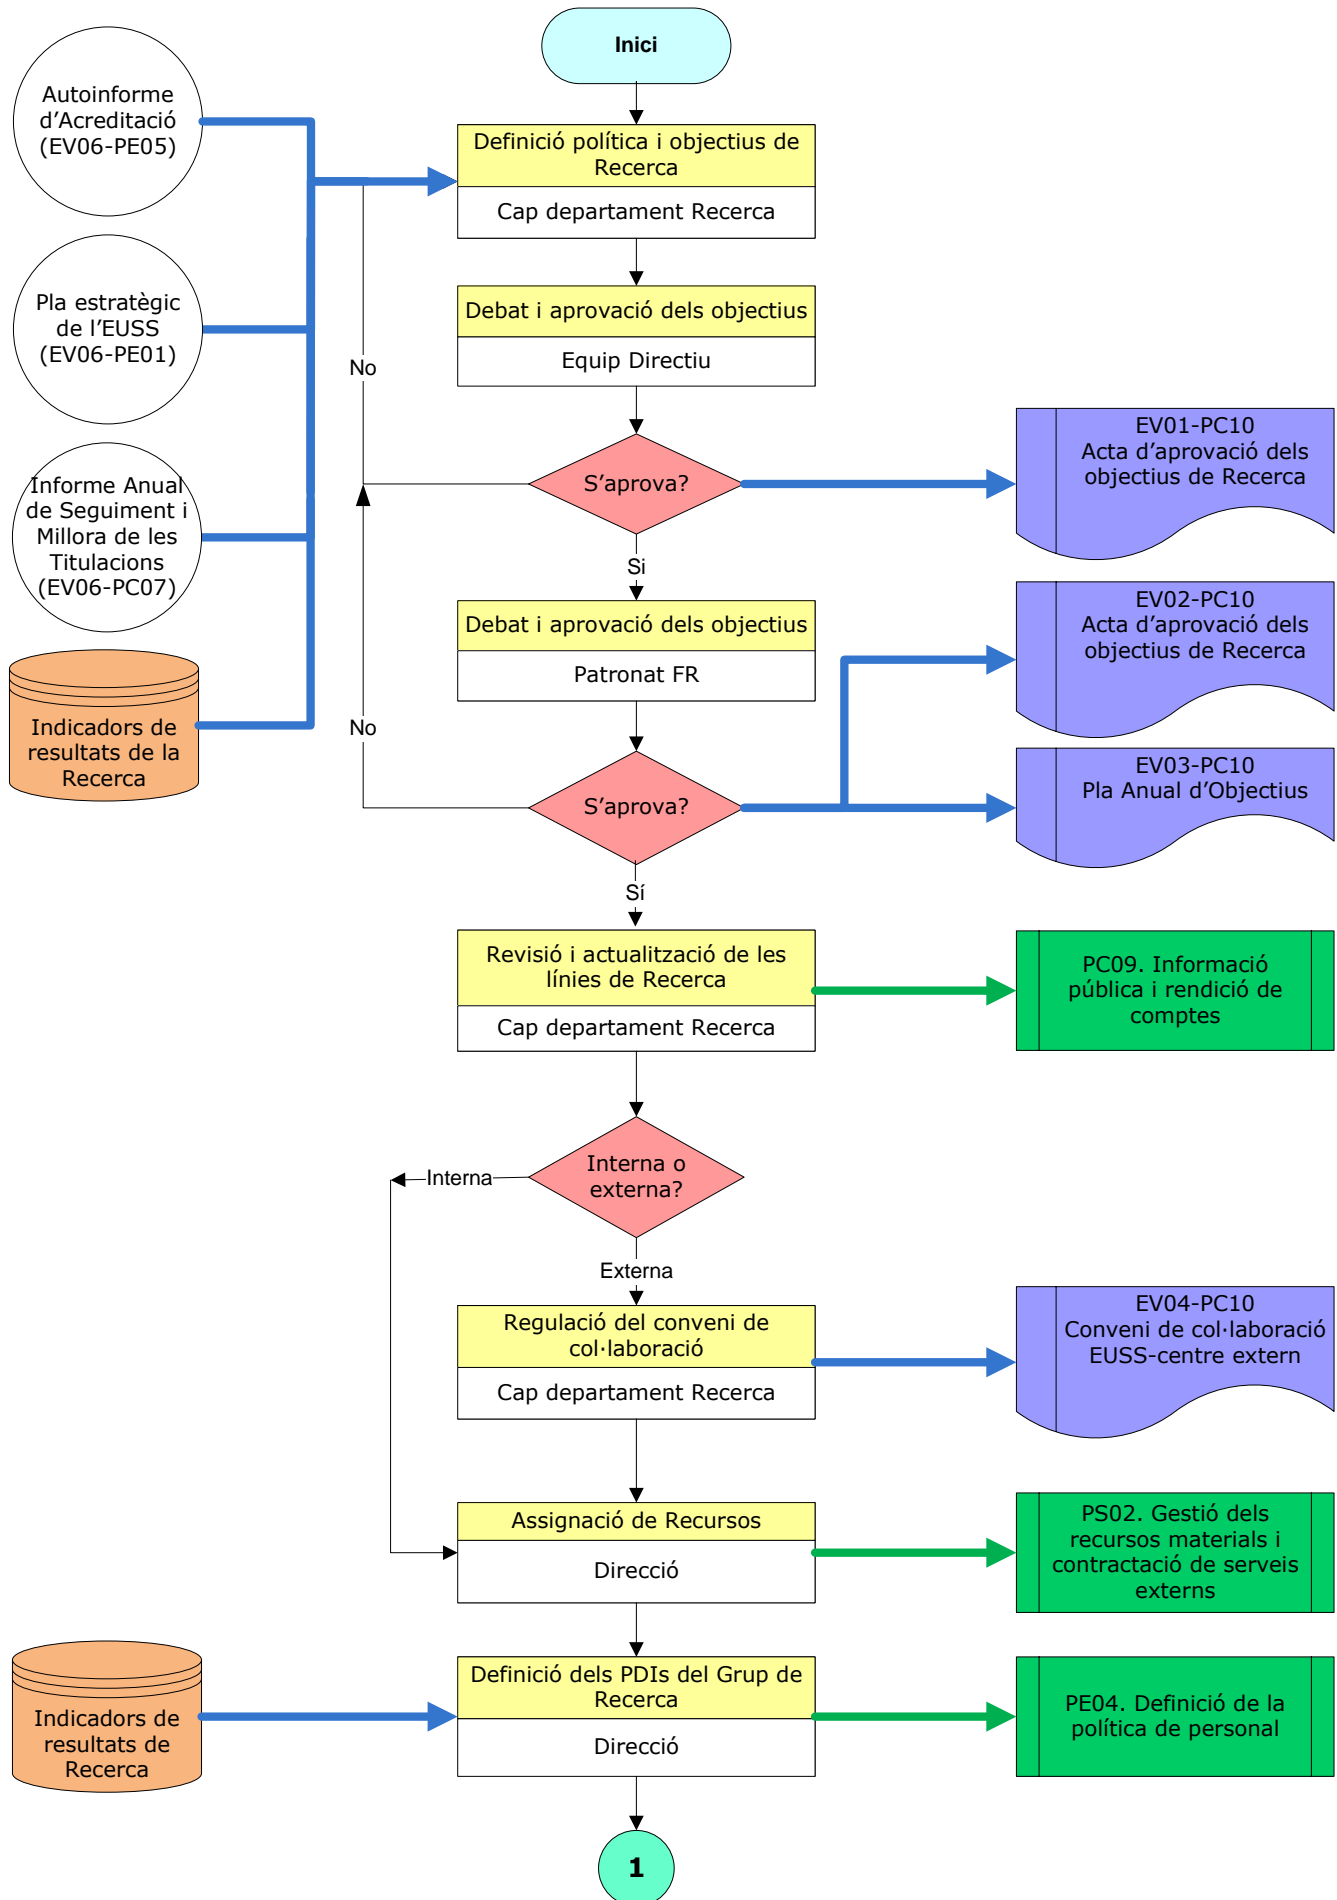 Inici
Autoinforme
d’Acreditació
(EV06-PE05)
Definició política i objectius de
Recerca
Cap departament Recerca
Pla estratègic
de l’EUSS
(EV06-PE01)
Debat i aprovació dels objectius
Equip Directiu
No
Informe Anual
de Seguiment i
Millora de les
Titulacions
(EV06-PC07)
S’aprova?
EV01-PC10
Acta d’aprovació dels
objectius de Recerca
Si
Debat i aprovació dels objectius
Patronat FR
EV02-PC10
Acta d’aprovació dels
objectius de Recerca
Indicadors de
resultats de la
Recerca
No
S’aprova?
EV03-PC10
Pla Anual d’Objectius
Sí
Revisió i actualització de les
línies de Recerca
Cap departament Recerca
PC09. Informació
pública i rendició de
comptes
Interna o
externa?
Interna
Externa
Regulació del conveni de
col·laboració
Cap departament Recerca
EV04-PC10
Conveni de col·laboració
EUSS-centre extern
Assignació de Recursos
Direcció
PS02. Gestió dels
recursos materials i
contractació de serveis
externs
Indicadors de
resultats de
Recerca
Definició dels PDIs del Grup de
Recerca
Direcció
PE04. Definició de la
política de personal
1